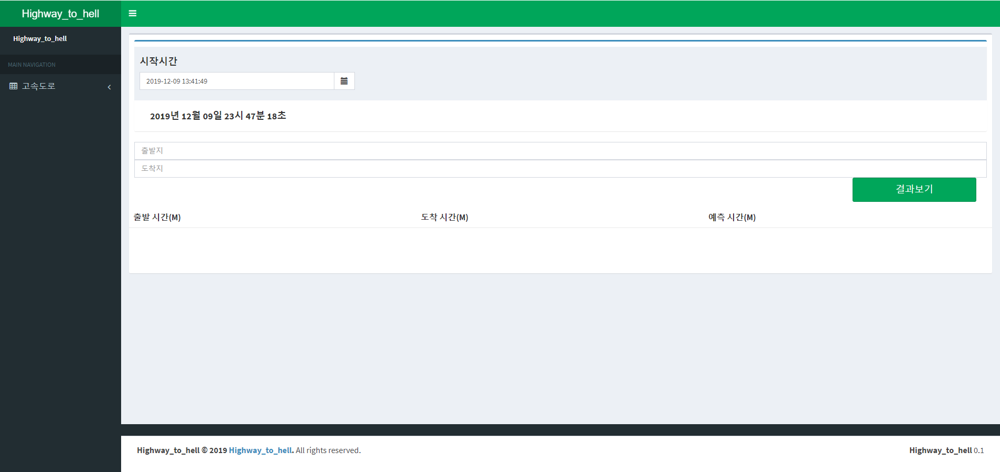 Highway_to_hell
Highway_to_hell
MAIN NAVIGATION
고속도로
시작시간
2019-12-09 13:41:49
2019년 12월 09일 23시 47분 18초
출발지
도착지
결과보기
출발 시간(M) 도착 시간(M) 예측 시간(M)
Highway_to_hell © 2019 Highway_to_hell. All rights reserved. Highway_to_hell 0.1